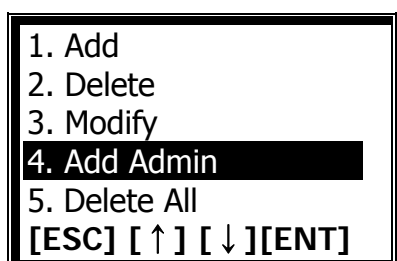 1. Add
2. Delete
3. Modify
4. Add Admin
5. Delete All
[ESC] [↑] [↓][ENT]